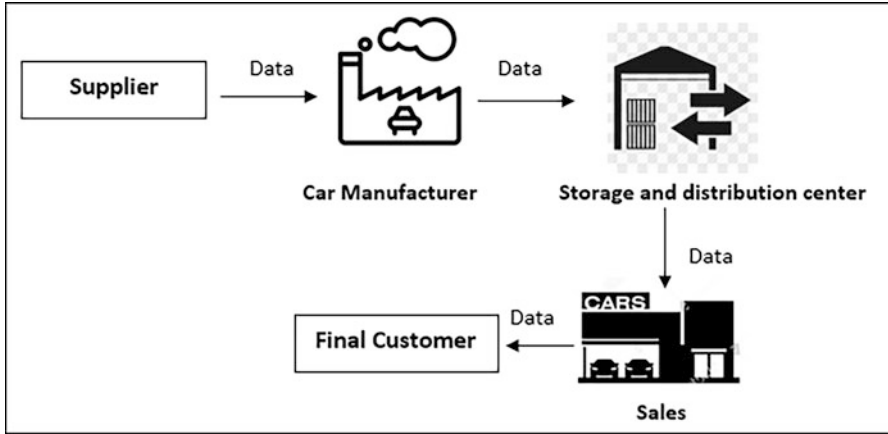 Data
Data
Supplier
Car Manufacturer
Storage and distribution center
Data
CARS
Data
Final Customer
Sales